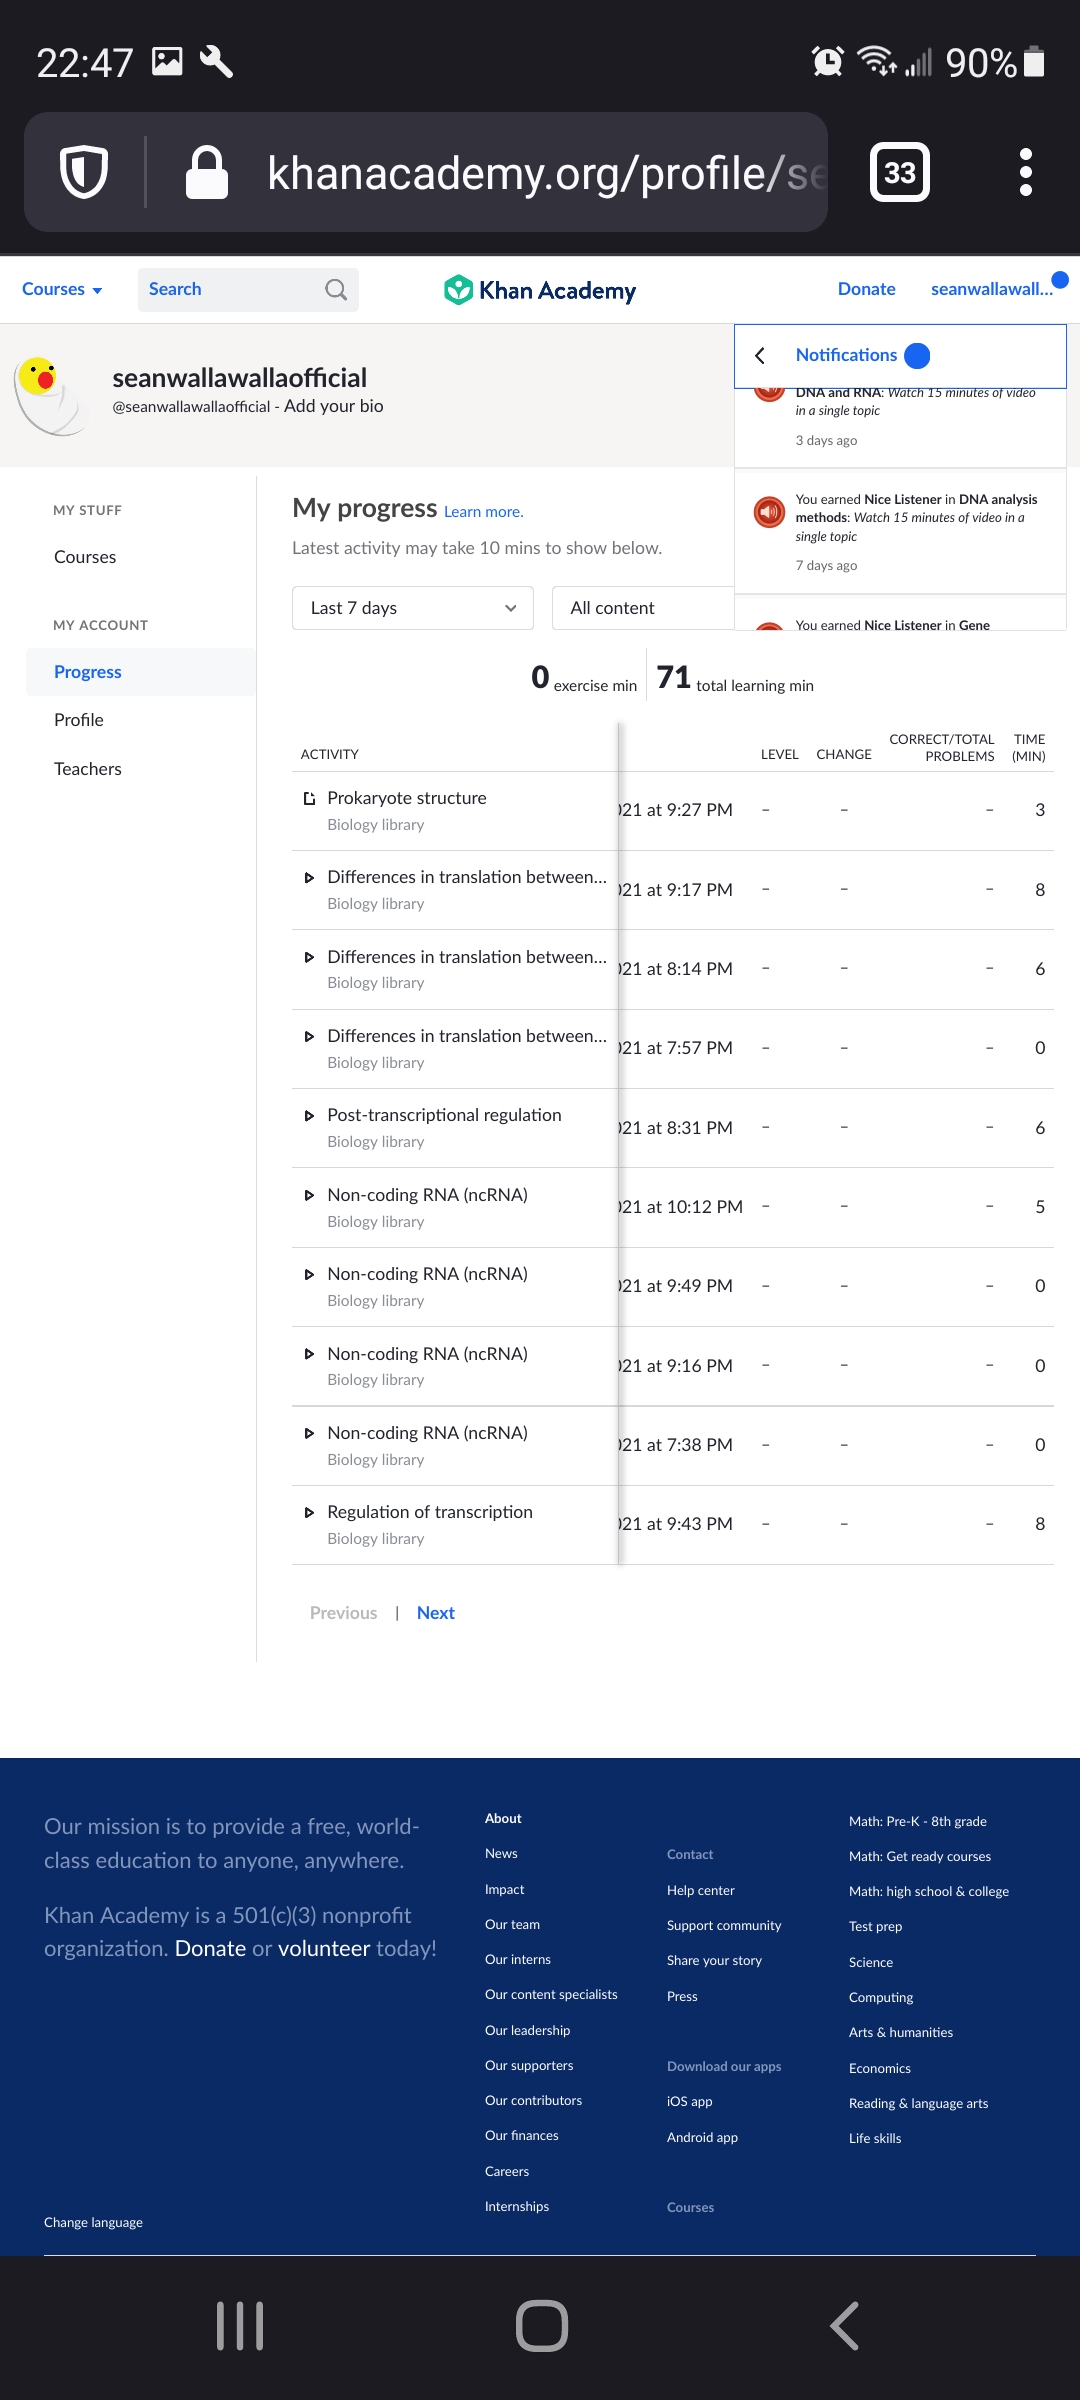 22:47
90%
khanacademy.org/profile/se
33
Courses
Search
Khan Academy
Donate
seanwallawall...
Notifications
seanwallawallaofficial
@seanwallawallaofficial - Add your bio
DNA and RNA: Watch 15 minutes of video
in a single topic
3 days ago
You earned Nice Listener in DNA analysis
methods: Watch 15 minutes of video in a
single topic
7 days ago
You earned Nice Listener in Gene
MY STUFF
Courses
MY ACCOUNT
Progress
Profile
Teachers
My progress Learn more.
Latest activity may take 10 mins to show below.
Last 7 days
All content
0 exercise min
71 total learning min
ACTIVITY
LEVEL
CHANGE
CORRECT/TOTAL
PROBLEMS
TIME
(MIN)
Prokaryote structure
Biology library
021 at 9:27 PM – – – 3
Differences in translation between...
Biology library
021 at 9:17 PM – – – 8
Differences in translation between...
Biology library
021 at 8:14 PM – – – 6
Differences in translation between...
Biology library
021 at 7:57 PM – – – 0
Post-transcriptional regulation
Biology library
021 at 8:31 PM – – – 6
Non-coding RNA (ncRNA)
Biology library
021 at 10:12 PM – – – 5
Non-coding RNA (ncRNA)
Biology library
021 at 9:49 PM – – – 0
Non-coding RNA (ncRNA)
Biology library
021 at 9:16 PM – – – 0
Non-coding RNA (ncRNA)
Biology library
021 at 7:38 PM – – – 0
Regulation of transcription
Biology library
021 at 9:43 PM – – – 8
Previous | Next
Our mission is to provide a free, world-
class education to anyone, anywhere.
Khan Academy is a 501(c)(3) nonprofit
organization. Donate or volunteer today!
Change language
About
News
Impact
Our team
Our interns
Our content specialists
Our leadership
Our supporters
Our contributors
Our finances
Careers
Internships
Contact
Help center
Support community
Share your story
Press
Download our apps
iOS app
Android app
Courses
Math: Pre-K - 8th grade
Math: Get ready courses
Math: high school & college
Test prep
Science
Computing
Arts & humanities
Economics
Reading & language arts
Life skills